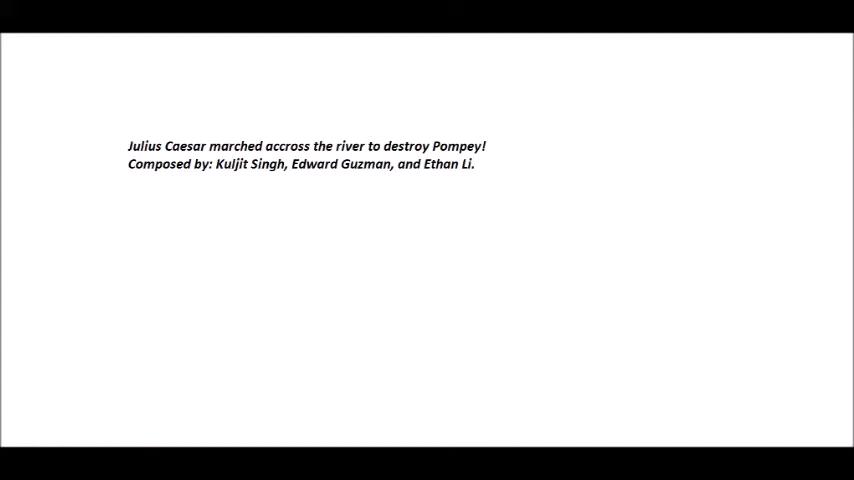 Julius Caesar marched accross the river to destroy Pompey!
Composed by: Kuljit Singh, Edward Guzman, and Ethan Li.